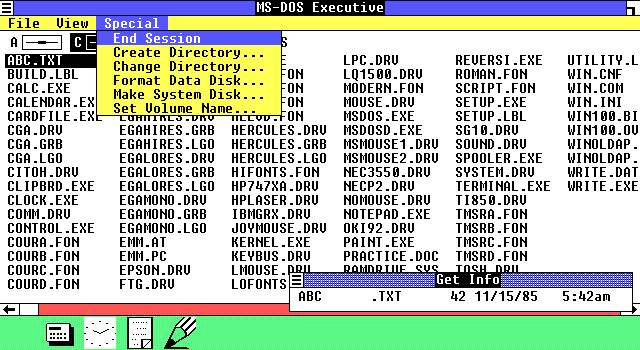 MS-DOS Executive
File View Special
End Session
Create Directory...
Change Directory...
Format Data Disk...
Make System Disk...
Set Volume Name...
A C
ABC.TXT LPC.DRV REVERSI.EXE UTILITY.L
BUILD.LBL .FON LQ1500.DRV ROMAN.FON WIN.CNF
CALC.EXE .FON MODERN.FON SCRIPT.FON WIN.COM
CALENDAR.EXE MOUSE.DRV SETUP.EXE WIN.INI
CARDFILE.EXE MSDOS.EXE SETUP.LBL WIN100.BI
CGA.DRV EGAHIRES.GRB HERCULES.DRV MSDOSD.EXE SG10.DRV WIN100.OV
CGA.GRB EGAHIRES.LGO HERCULES.GRB MSMOUSE1.DRV SOUND.DRV WINOLDAP.
CGA.LGO EGALORES.GRB HERCULES.LGO MSMOUSE2.DRV SPOOLER.EXE WINOLDAP.
CITOH.DRV EGALORES.LGO HIFONTS.FON NEC3550.DRV SYSTEM.DRV WRITE.DAT
CLIPBRD.EXE EGAMONO.DRV HP747XA.DRV NECP2.DRV TERMINAL.EXE WRITE.EXE
CLOCK.EXE EGAMONO.DRV HPLASER.DRV NOMOUSE.DRV TI850.DRV
COMM.DRV EGAMONO.GRB IBMGRX.DRV NOTEPAD.EXE TMSRA.FON
CONTROL.EXE EGAMONO.LGO JOYMOUSE.DRV OKI92.DRV TMSRB.FON
COURA.FON EMM.AT KERNEL.EXE PAINT.EXE TMSRC.FON
COURB.FON EMM.PC KEYBUS.DRV PRACTICE.DOC TMSRD.FON
COURC.FON EPSON.DRV LMOUSE.DRV RAMDRIVE.SYS TOSH.DRV
COURD.FON FTG.DRV LOFONTS
Get Info
ABC .TXT 42 11/15/85 5:42am